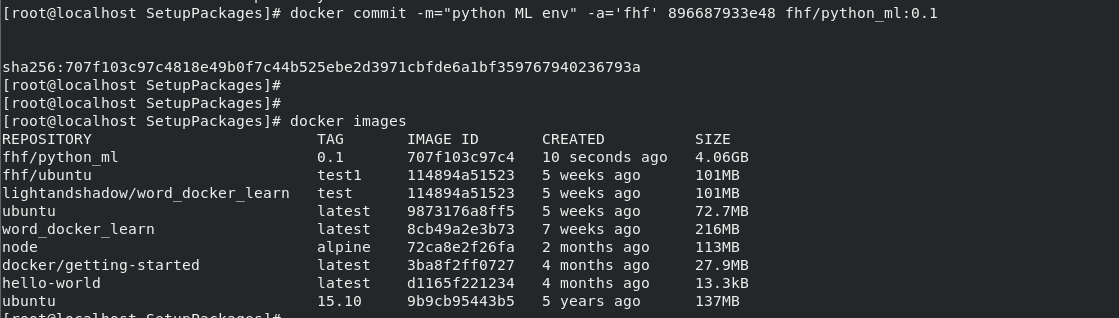 [root@localhost SetupPackages]# docker commit -m="python ML env" -a='fhf' 896687933e48 fhf/python_ml:0.1
sha256:707f103c97c4818e49b0f7c44b525ebe2d3971cbfde6a1bf359767940236793a
[root@localhost SetupPackages]#
[root@localhost SetupPackages]#
[root@localhost SetupPackages]# docker images
REPOSITORY TAG IMAGE ID CREATED SIZE
fhf/python_ml 0.1 707f103c97c4 10 seconds ago 4.06GB
fhf/ubuntu test1 114894a51523 5 weeks ago 101MB
lightandshadow/word_docker_learn test 114894a51523 5 weeks ago 101MB
ubuntu latest 9873176a8ff5 5 weeks ago 72.7MB
word_docker_learn latest 8cb49a2e3b73 7 weeks ago 216MB
node alpine 72ca8e2f26fa 2 months ago 113MB
docker/getting-started latest 3ba8f2ff0727 4 months ago 27.9MB
hello-world latest d1165f221234 4 months ago 13.3kB
ubuntu 15.10 9b9cb95443b5 5 years ago 137MB
[root@localhost SetupPackages]#